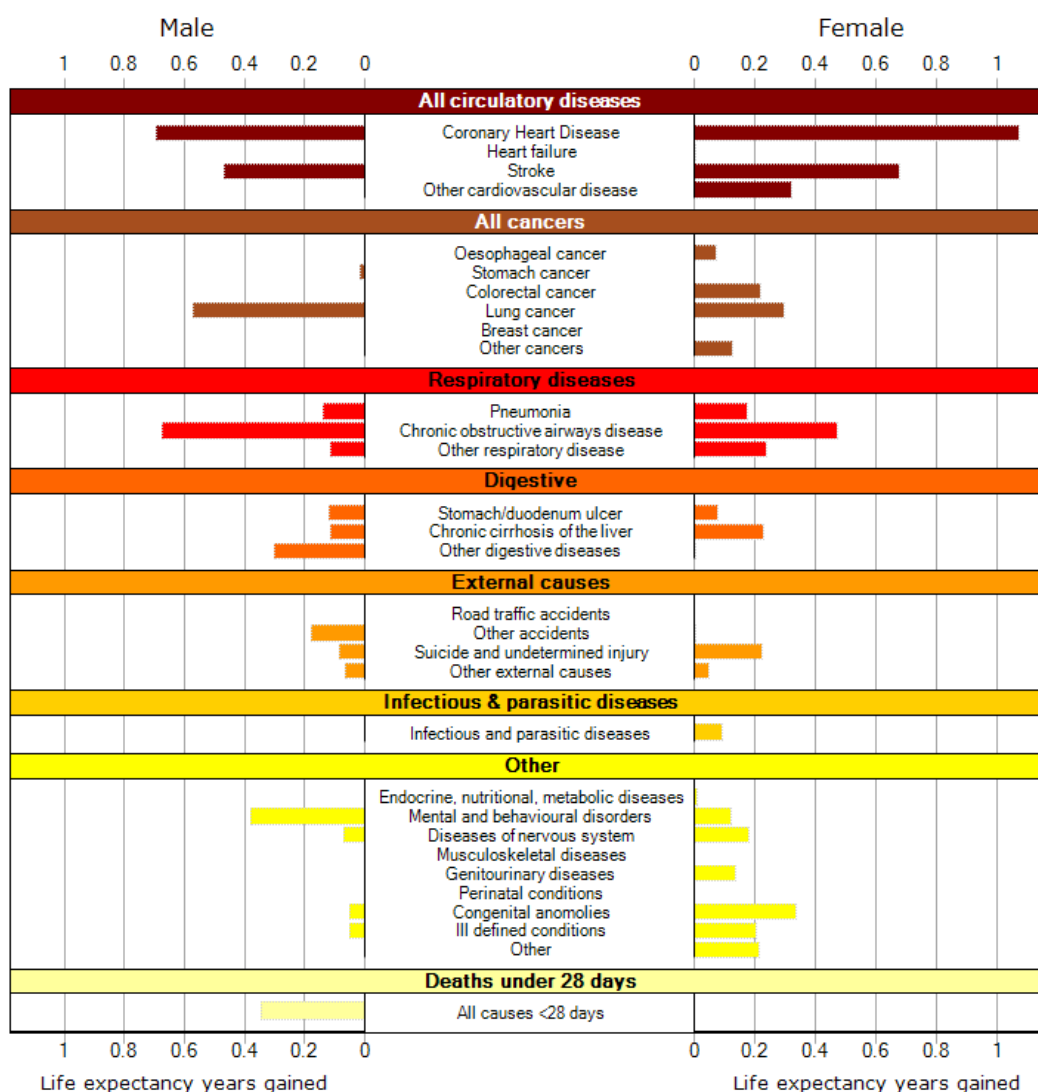 Male Female
1 0.8 0.6 0.4 0.2 0 0 0.2 0.4 0.6 0.8 1
All circulatory diseases
Coronary Heart Disease
Heart failure
Stroke
Other cardiovascular disease
All cancers
Oesophageal cancer
Stomach cancer
Colorectal cancer
Lung cancer
Breast cancer
Other cancers
Respiratory diseases
Pneumonia
Chronic obstructive airways disease
Other respiratory disease
Digestive
Stomach/duodenum ulcer
Chronic cirrhosis of the liver
Other digestive diseases
External causes
Road traffic accidents
Other accidents
Suicide and undetermined injury
Other external causes
Infectious & parasitic diseases
Infectious and parasitic diseases
Other
Endocrine, nutritional, metabolic diseases
Mental and behavioural disorders
Diseases of nervous system
Musculoskeletal diseases
Genitourinary diseases
Perinatal conditions
Congenital anomolies
Ill defined conditions
Other
Deaths under 28 days
All causes <28 days
1 0.8 0.6 0.4 0.2 0 0 0.2 0.4 0.6 0.8 1
Life expectancy years gained Life expectancy years gained